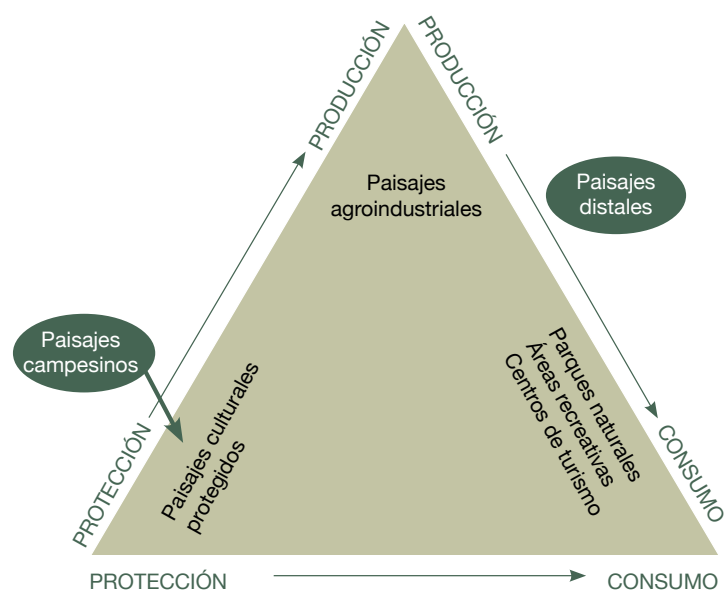 PRODUCCIÓN
PRODUCCIÓN
Paisajes
agroindustriales
Paisajes
distales
Paisajes
campesinos
PROTECCIÓN
Paisajes culturales
protegidos
Parques naturales
Áreas recreativas
Centros de turismo
CONSUMO
PROTECCIÓN
CONSUMO